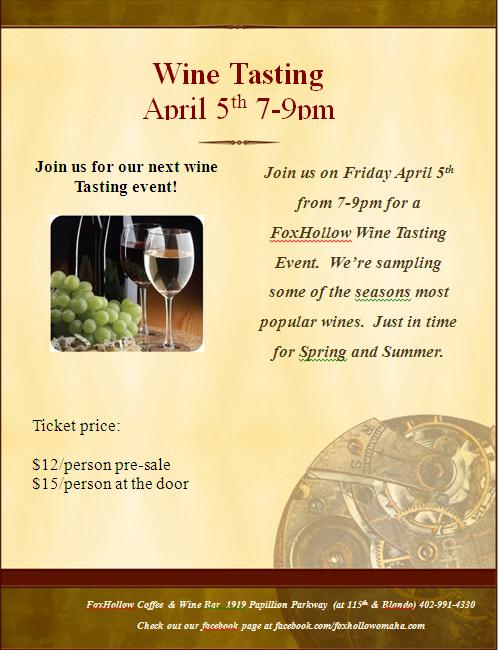 Wine Tasting
April 5th 7-9pm
Join us for our next wine
Tasting event!
Join us on Friday April 5th
from 7-9pm for a
FoxHollow Wine Tasting
Event.  We're sampling
some of the seasons most
popular wines.  Just in time
for Spring and Summer.
Ticket price:
$12/person pre-sale
$15/person at the door
FoxHollow Coffee & Wine Bar 1919 Papillion Parkway (at 115th & Blondo) 402-991-4330
Check out our facebook page at facebook.com/foxhollowomaha.com